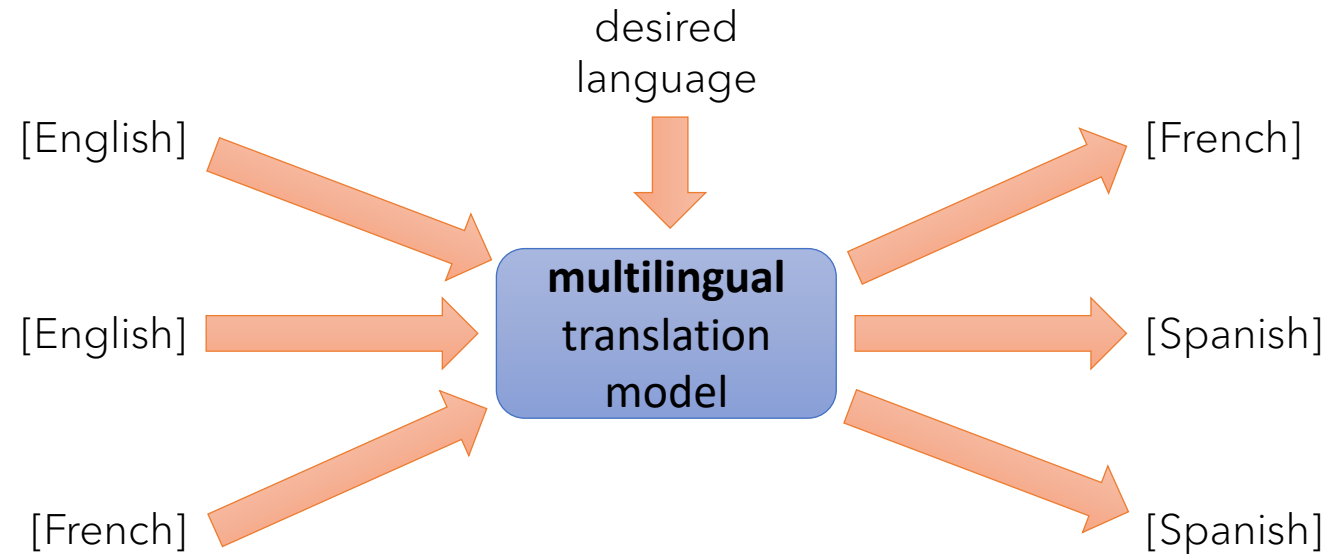 desired
language
[English]
[French]
multilingual
translation
model
[English]
[Spanish]
[French]
[Spanish]